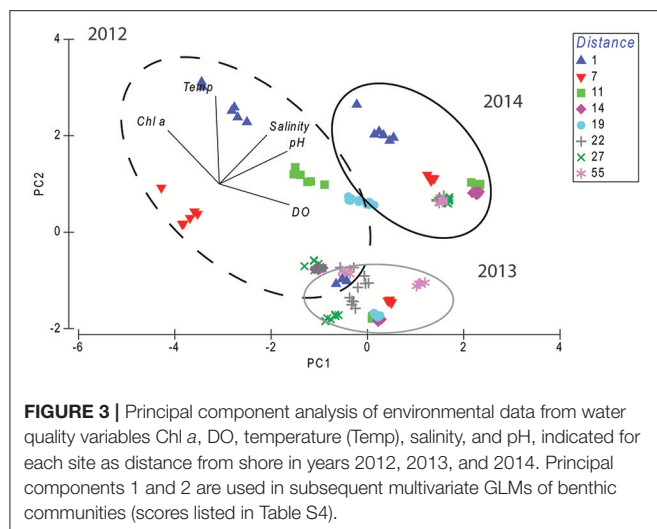 2012
4
Distance
1
7
11
14
19
22
27
55
Temp
Chl a
Salinity
pH
DO
2014
2
PC2
0
2013
-2
-6
-4
-2
0
2
4
PC1
FIGURE 3 | Principal component analysis of environmental data from water
quality variables Chl a, DO, temperature (Temp), salinity, and pH, indicated for
each site as distance from shore in years 2012, 2013, and 2014. Principal
components 1 and 2 are used in subsequent multivariate GLMs of benthic
communities (scores listed in Table S4).